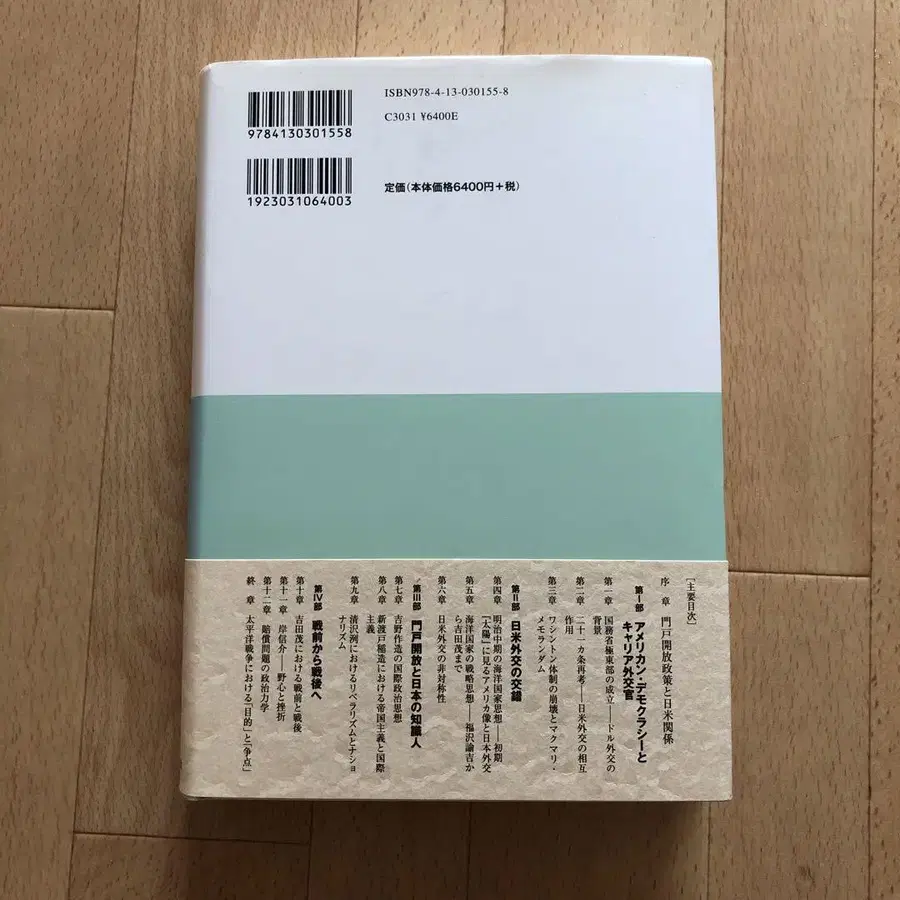 ISBN978-4-13-030155-8
C3031 ¥6400E
9784130301558
定価(本体価格6400円+税)
1923031064003
[主要目次]
序 章 門戸開放政策と日米関係
第Ⅰ部 アメリカン・デモクラシーと
キャリア外交官
第一章 国務省極東部の成立——ドル外交の
背景
第二章 二十一カ条再考——日米外交の相互
作用
第三章 ワシントン体制の崩壊とマクマリ・
メモランダム
第Ⅱ部 日米外交の交錯
第四章 明治中期の海洋国家思想——初期
『太陽』に見るアメリカ像と日本外交
第五章 海洋国家の戦略思想——福沢諭吉か
ら吉田茂まで
第六章 日米外交の非対称性
第Ⅲ部 門戸開放と日本の知識人
第七章 吉野作造の国際政治思想
第八章 新渡戸稲造における帝国主義と国際
主義
第九章 清沢洌におけるリベラリズムとナショ
ナリズム
第Ⅳ部 戦前から戦後へ
第十章 吉田茂における戦前と戦後
第十一章 岸信介——野心と挫折
第十二章 賠償問題の政治力学
終 章 太平洋戦争における「目的」と「争点」